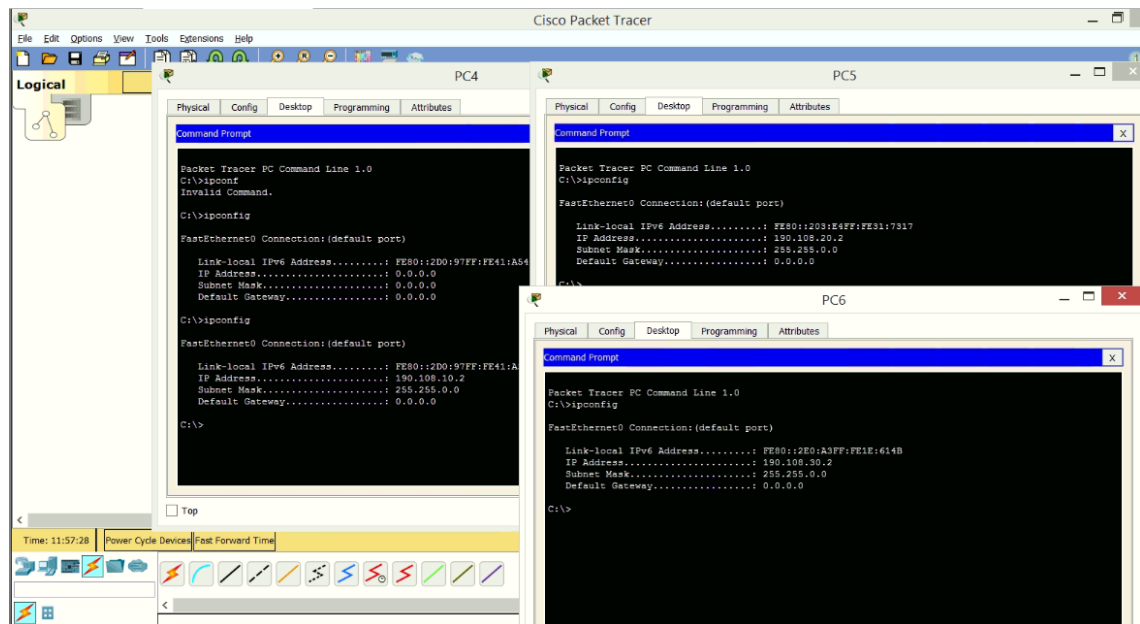 Cisco Packet Tracer
File Edit Options View Tools Extensions Help
Logical
PC4
Physical Config Desktop Programming Attributes
Command Prompt
Packet Tracer PC Command Line 1.0
C:\>ipconf
Invalid Command.
C:\>ipconfig
FastEthernet0 Connection:(default port)
Link-local IPv6 Address.........: FE80::2D0:97FF:FE41:A54
IP Address......................: 0.0.0.0
Subnet Mask.....................: 0.0.0.0
Default Gateway.................: 0.0.0.0
C:\>ipconfig
FastEthernet0 Connection:(default port)
Link-local IPv6 Address.........: FE80::2D0:97FF:FE41:A
IP Address......................: 190.108.10.2
Subnet Mask.....................: 255.255.0.0
Default Gateway.................: 0.0.0.0
C:\>
Top
PC5
Physical Config Desktop Programming Attributes
Command Prompt
X
Packet Tracer PC Command Line 1.0
C:\>ipconfig
FastEthernet0 Connection:(default port)
Link-local IPv6 Address.........: FE80::203:E4FF:FE31:7317
IP Address......................: 190.108.20.2
Subnet Mask.....................: 255.255.0.0
Default Gateway.................: 0.0.0.0
C:\>
PC6
Physical Config Desktop Programming Attributes
Command Prompt
X
Packet Tracer PC Command Line 1.0
C:\>ipconfig
FastEthernet0 Connection:(default port)
Link-local IPv6 Address.........: FE80::2E0:A3FF:FE1E:614B
IP Address......................: 190.108.30.2
Subnet Mask.....................: 255.255.0.0
Default Gateway.................: 0.0.0.0
C:\>
Time: 11:57:28 Power Cycle Devices Fast Forward Time